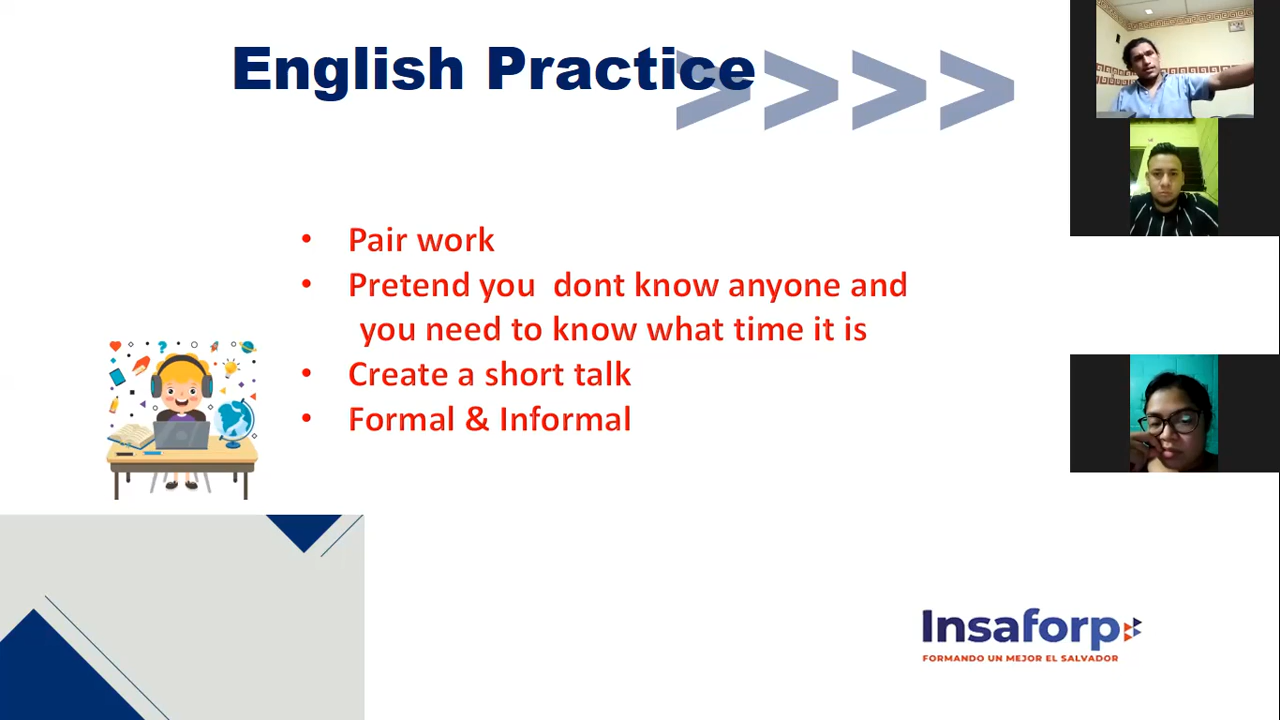 English Practice
• Pair work
• Pretend you dont know anyone and
you need to know what time it is
• Create a short talk
• Formal & Informal
Insaforp
FORMANDO UN MEJOR EL SALVADOR